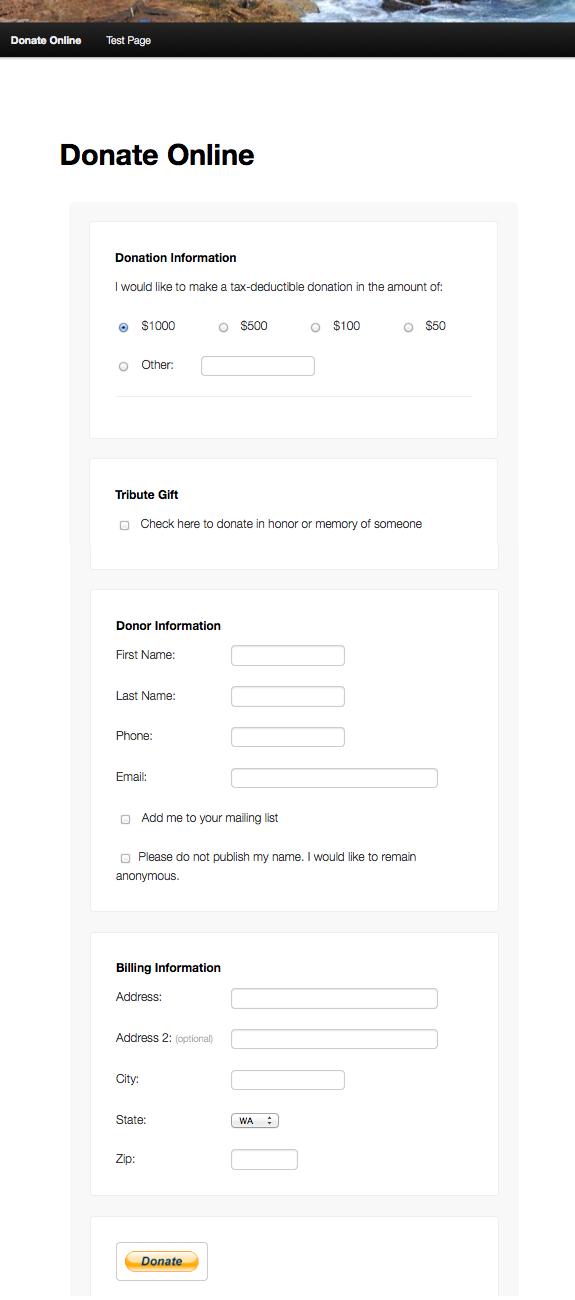 Donate Online Test Page
Donate Online
Donation Information
I would like to make a tax-deductible donation in the amount of:
$1000 $500 $100 $50
Other:
Tribute Gift
Check here to donate in honor or memory of someone
Donor Information
First Name:
Last Name:
Phone:
Email:
Add me to your mailing list
Please do not publish my name. I would like to remain
anonymous.
Billing Information
Address:
Address 2: (optional)
City:
State: WA
Zip:
Donate